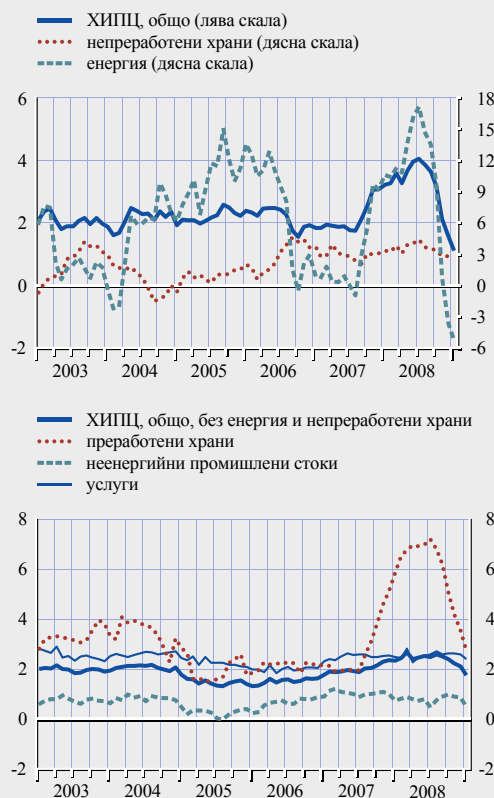 ХИПЦ, общо (лява скала)
непреработени храни (дясна скала)
енергия (дясна скала)
6 18
15
4 12
9
2 6
3
0 0
-3
-2 -6
2003 2004 2005 2006 2007 2008
ХИПЦ, общо, без енергия и непреработени храни
преработени храни
неенергийни промишлени стоки
услуги
8 8
6 6
4 4
2 2
0 0
-2 -2
2003 2004 2005 2006 2007 2008